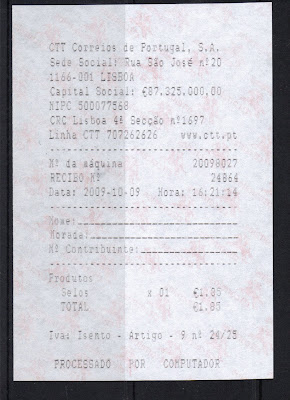 CTT Correios de Portugal, S.A.
Sede Social: Rua São José nº20
1166-001 LISBOA
Capital Social: €87.325.000,00
NIPC 500077568
CRC Lisboa 4ª Secção nº1697
Linha CTT 707262626 www.ctt.pt
Nº da máquina 20098027
RECIBO Nº 24864
Data: 2009-10-09 Hora: 16:21:14
Nome:
Morada:
Nº Contribuinte:
Produtos
Selos x 01 €1.85
TOTAL €1.85
Iva: Isento - Artigo - 9 nº 24/25
PROCESSADO POR COMPUTADOR